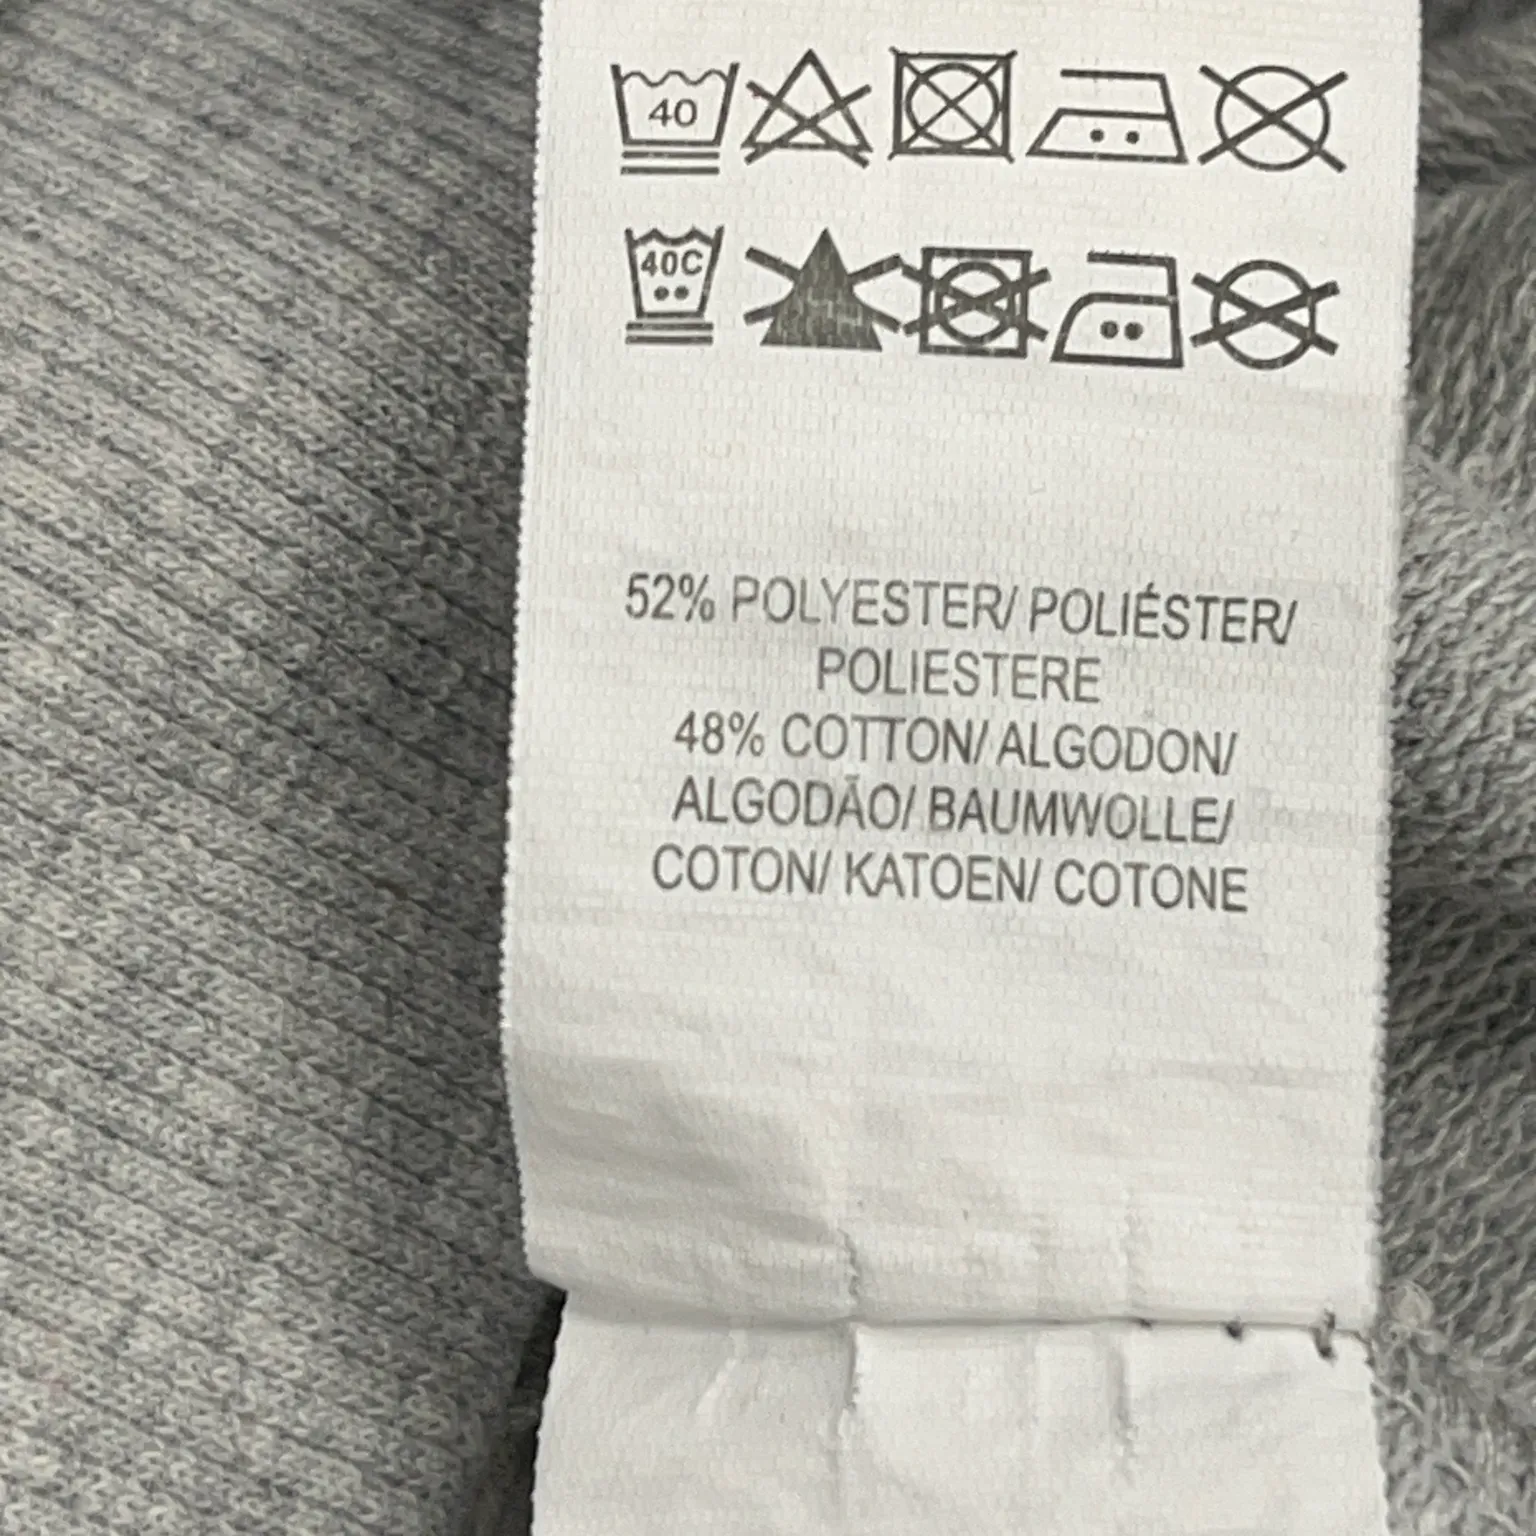 40
40C
52% POLYESTER/ POLIÉSTER/
POLIESTERE
48% COTTON/ ALGODON/
ALGODÃO/ BAUMWOLLE/
COTON/ KATOEN/ COTONE